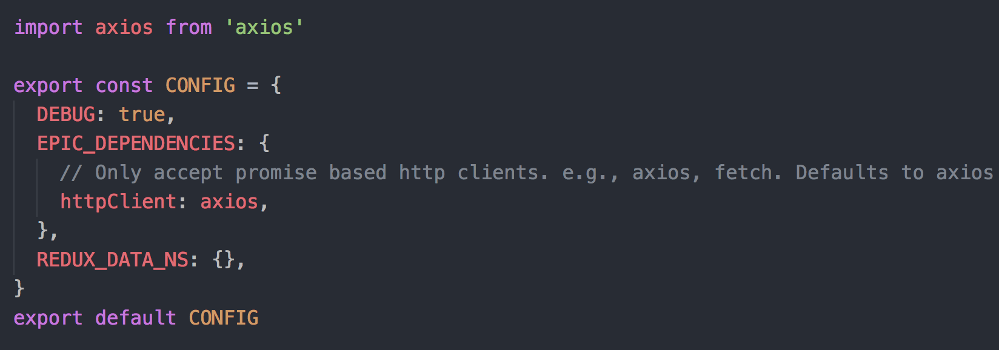 import axios from 'axios'
export const CONFIG = {
DEBUG: true,
EPIC_DEPENDENCIES: {
// Only accept promise based http clients. e.g., axios, fetch. Defaults to axios
httpClient: axios,
},
REDUX_DATA_NS: {},
}
export default CONFIG